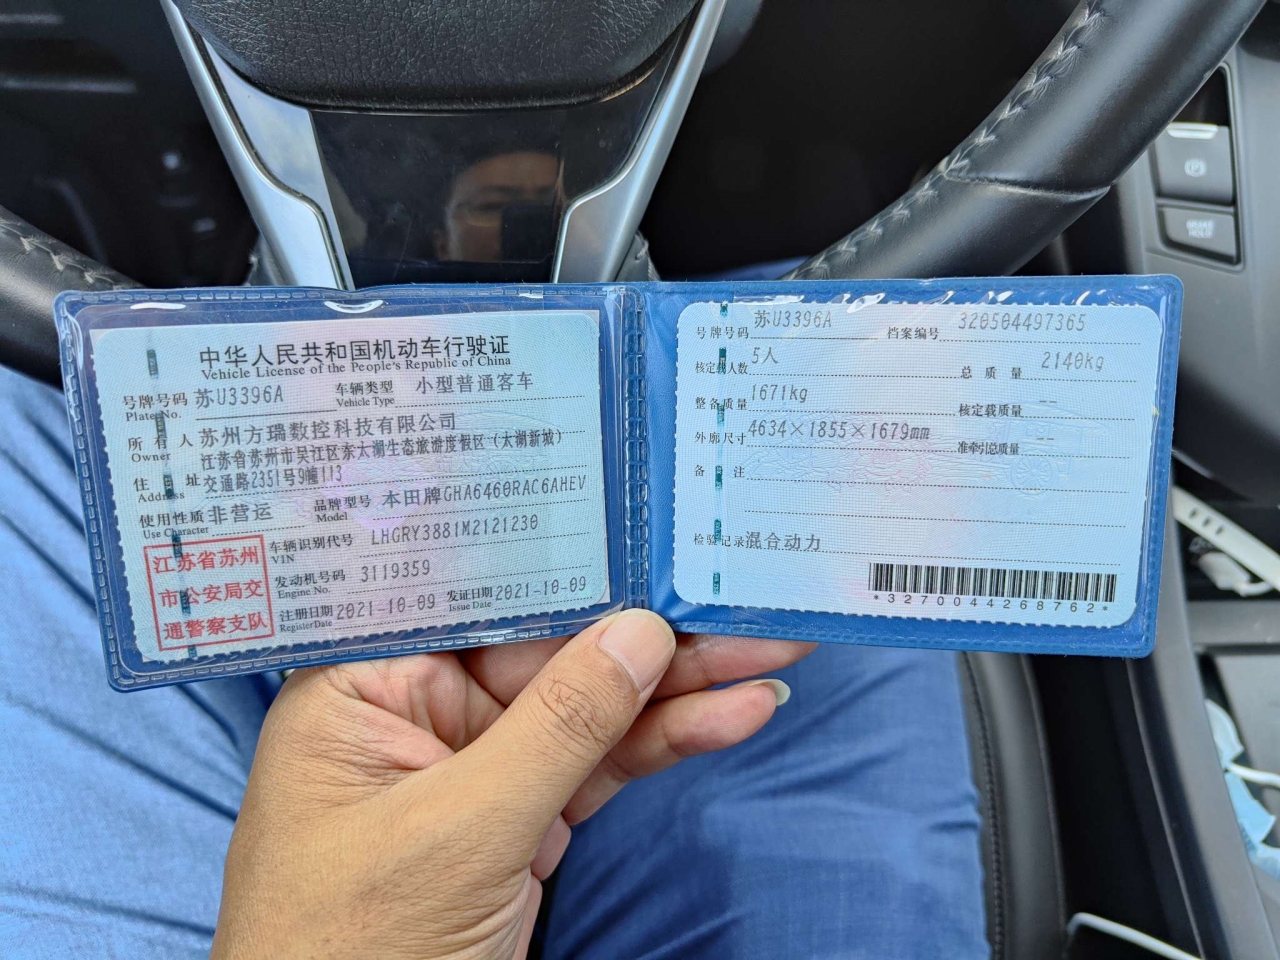 中华人民共和国机动车行驶证
Vehicle License of the People's Republic of China
号牌号码 苏U3396A 车辆类型 小型普通客车
Plate No. Vehicle Type
所有人 苏州方瑞数控科技有限公司
Owner
江苏省苏州市吴江区东太湖生态旅游度假区（太湖新城）
住址 交通路2351号9幢113
Address
使用性质 非营运 品牌型号 本田牌GHA6460RAC6AHEV
Use Character Model
江苏省苏州
市公安局交
通警察支队
车辆识别代号 LHGRY3881M2121230
VIN
发动机号码 3119359
Engine No.
注册日期 2021-10-09 发证日期 2021-10-09
Register Date Issue Date
号牌号码 苏U3396A 档案编号 320504497365
核定载人数 5人 总质量 2140kg
整备质量 1671kg 核定载质量 --
外廓尺寸 4634×1855×1679mm 准牵引总质量 --
备注
检验记录 混合动力
*3270044268762*
BRAKE
HOLD